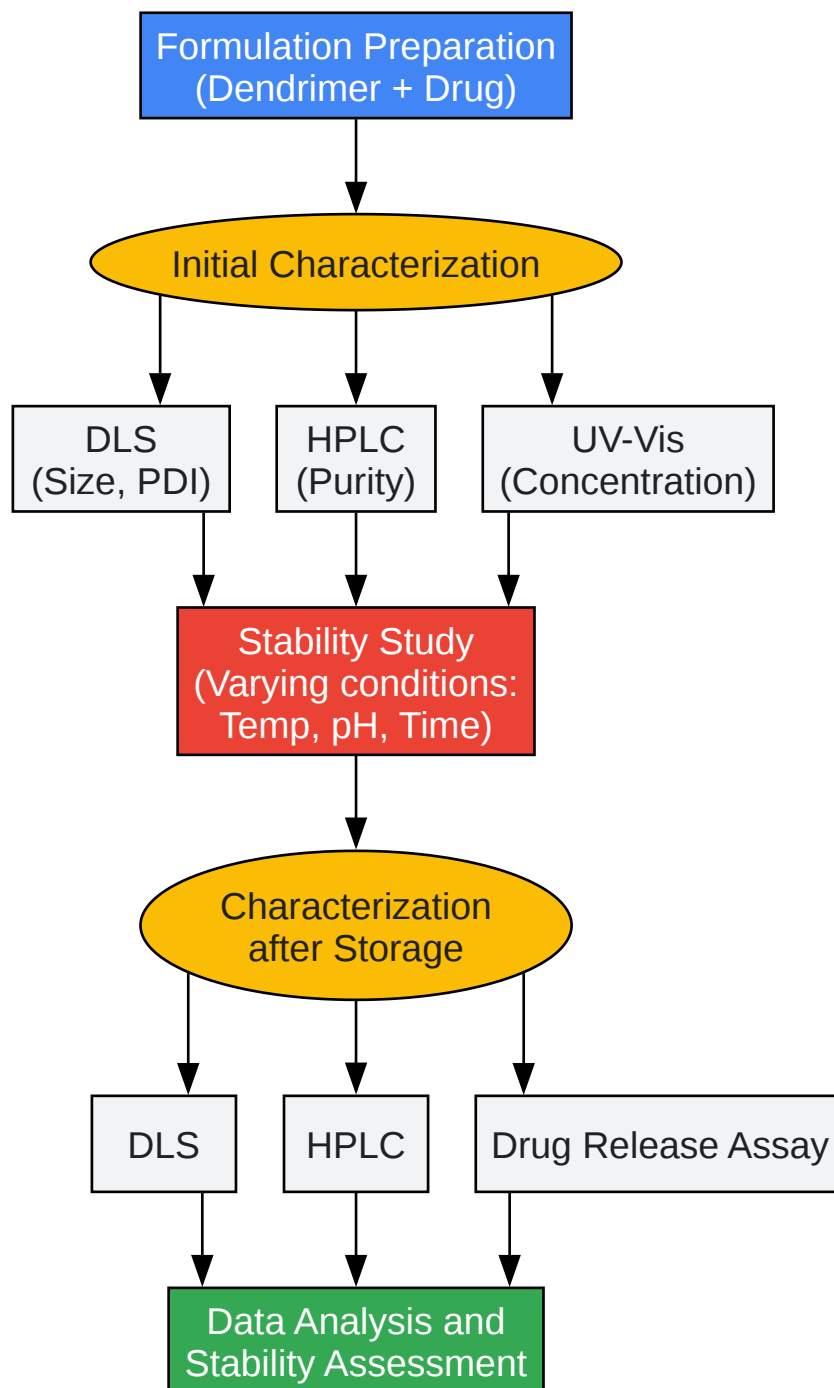 Formulation Preparation
(Dendrimer + Drug)
Initial Characterization
DLS
(Size, PDI)
HPLC
(Purity)
UV-Vis
(Concentration)
Stability Study
(Varying conditions:
Temp, pH, Time)
Characterization
after Storage
DLS
HPLC
Drug Release Assay
Data Analysis and
Stability Assessment